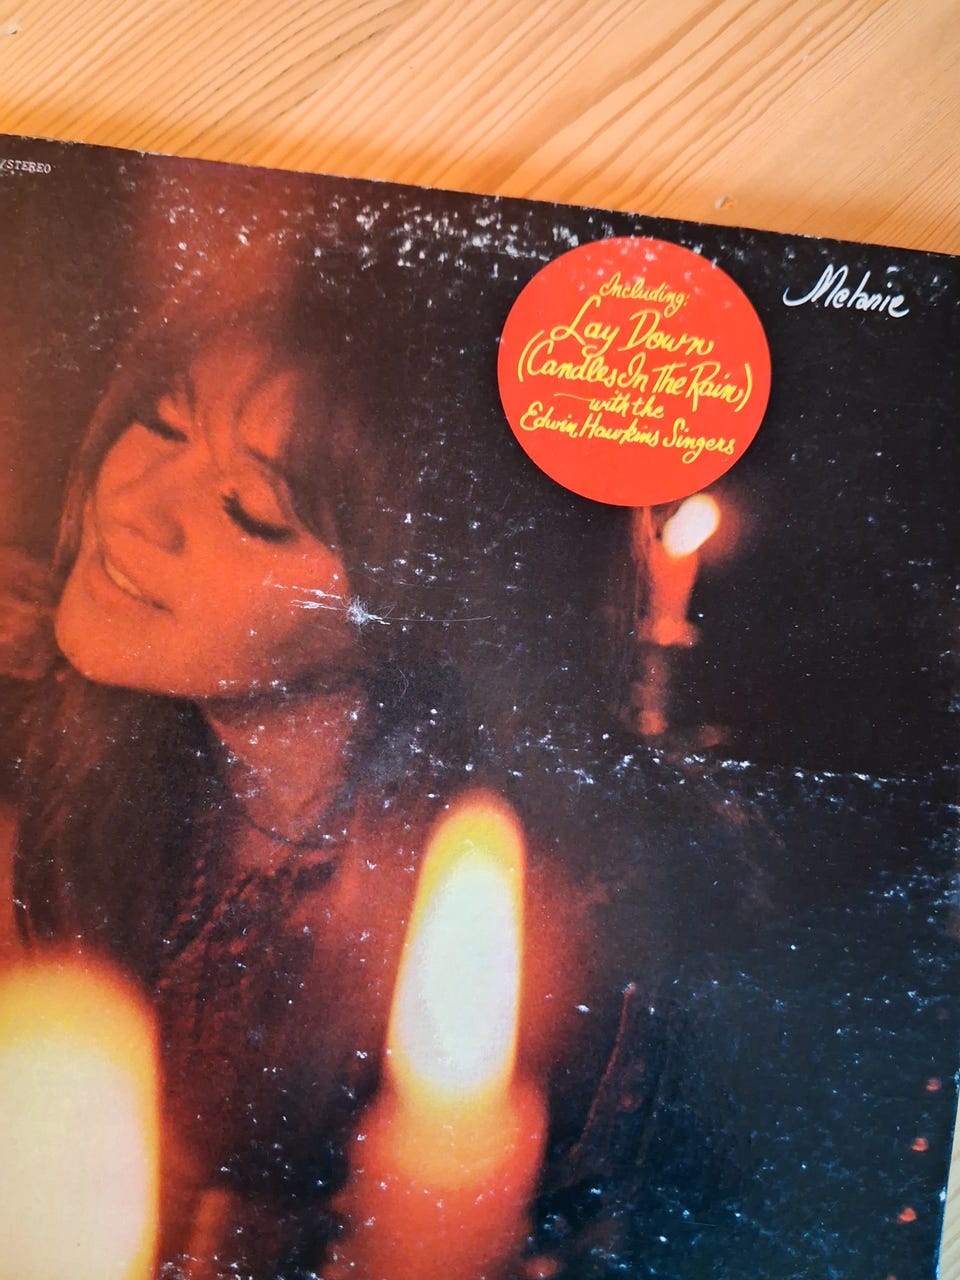 /STEREO
Melanie
Including:
Lay Down
(Candles In The Rain)
with the
Edwin Hawkins Singers